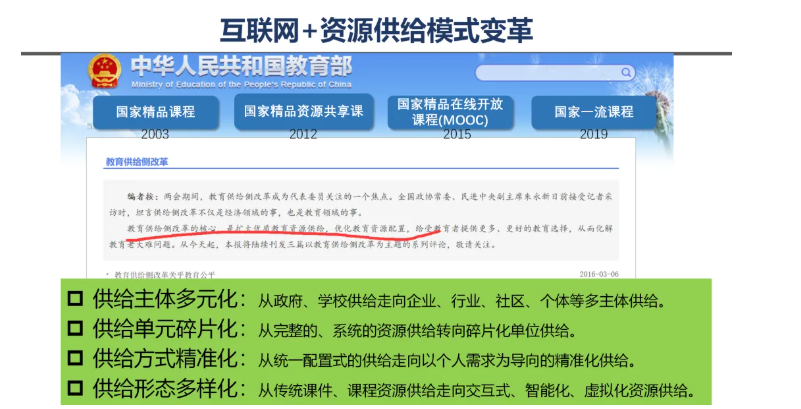 互联网+资源供给模式变革
中华人民共和国教育部
Ministry of Education of the People's Republic of China
国家精品课程
国家精品资源共享课
国家精品在线开放
课程(MOOC)
国家一流课程
2003
2012
2015
2019
教育供给侧改革
编者按：两会期间，教育供给侧改革成为代表委员关注的一个焦点。全国政协常委、民进中央副主席朱永新日前接受记者采
访时，坦言供给侧改革不仅是经济领域的事，也是教育领域的事。
教育供给侧改革的核心，是扩大优质教育资源供给，优化教育资源配置，给受教育者提供更多、更好的教育选择，从而化解
教育老大难问题。从今天起，本报将陆续刊发三篇以教育供给侧改革为主题的系列评论，敬请关注。
· 教育供给侧改革关乎教育公平
2016-03-06
供给主体多元化：从政府、学校供给走向企业、行业、社区、个体等多主体供给。
供给单元碎片化：从完整的、系统的资源供给转向碎片化单位供给。
供给方式精准化：从统一配置式的供给走向以个人需求为导向的精准化供给。
供给形态多样化：从传统课件、课程资源供给走向交互式、智能化、虚拟化资源供给。